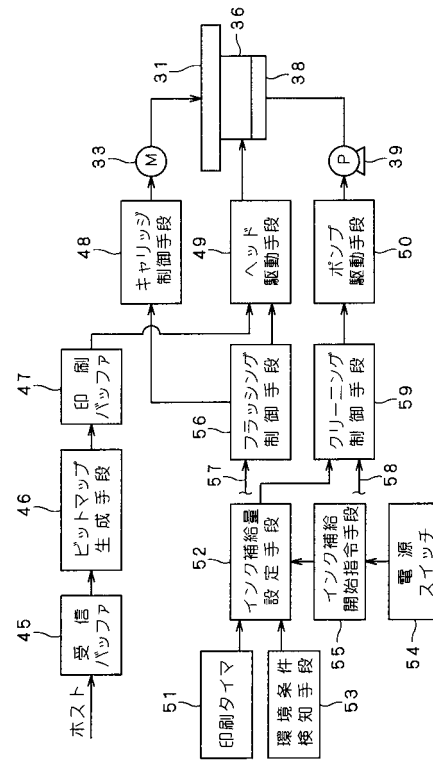 ホスト
45
受信
バッファ
46
ビットマップ
生成手段
47
印刷
バッファ
48
キャリッジ
制御手段
33
M
31
36
38
49
ヘッド
駆動手段
56
フラッシング
制御手段
57
50
ポンプ
駆動手段
P
39
59
クリーニング
制御手段
58
52
インク補給量
設定手段
51
印刷タイマ
53
環境条件
検知手段
55
インク補給
開始指令手段
54
電源
スイッチ